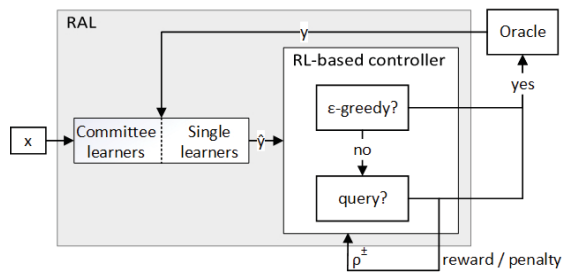 RAL
y
Oracle
RL-based controller
yes
ε-greedy?
x
Committee
learners
Single
learners
ŷ
no
query?
ρ±
reward / penalty